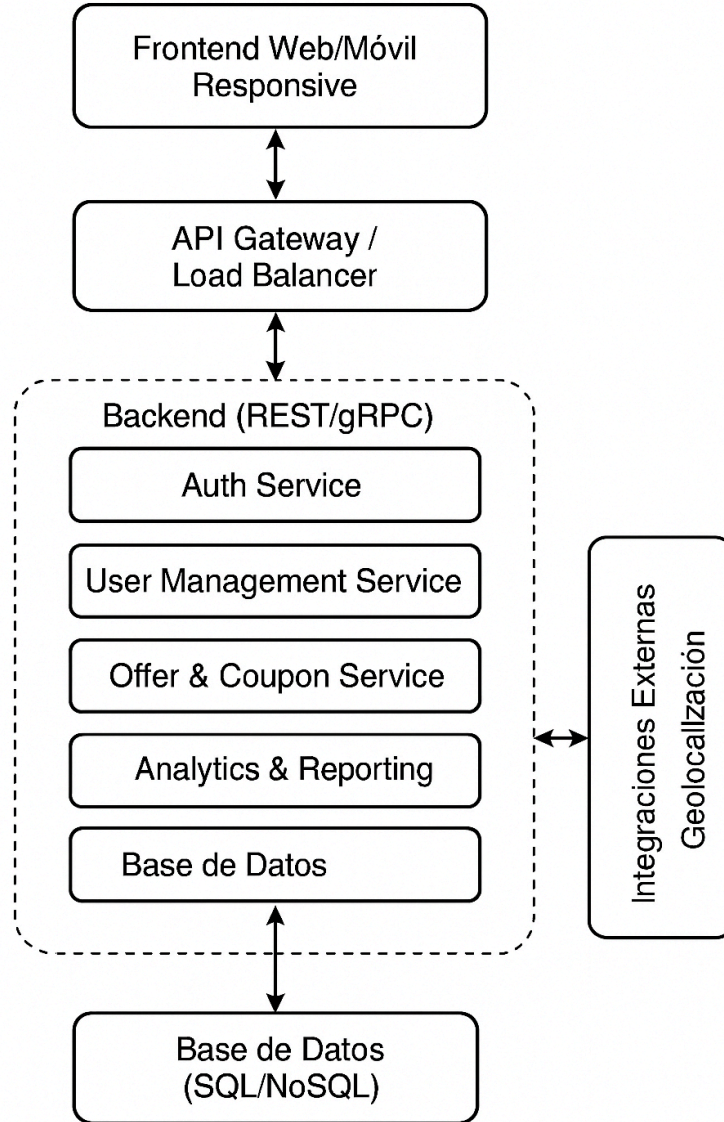 Frontend Web/Móvil
Responsive
API Gateway /
Load Balancer
Backend (REST/gRPC)
Auth Service
User Management Service
Offer & Coupon Service
Analytics & Reporting
Base de Datos
Integraciones Externas
Geolocallzación
Base de Datos
(SQL/NoSQL)